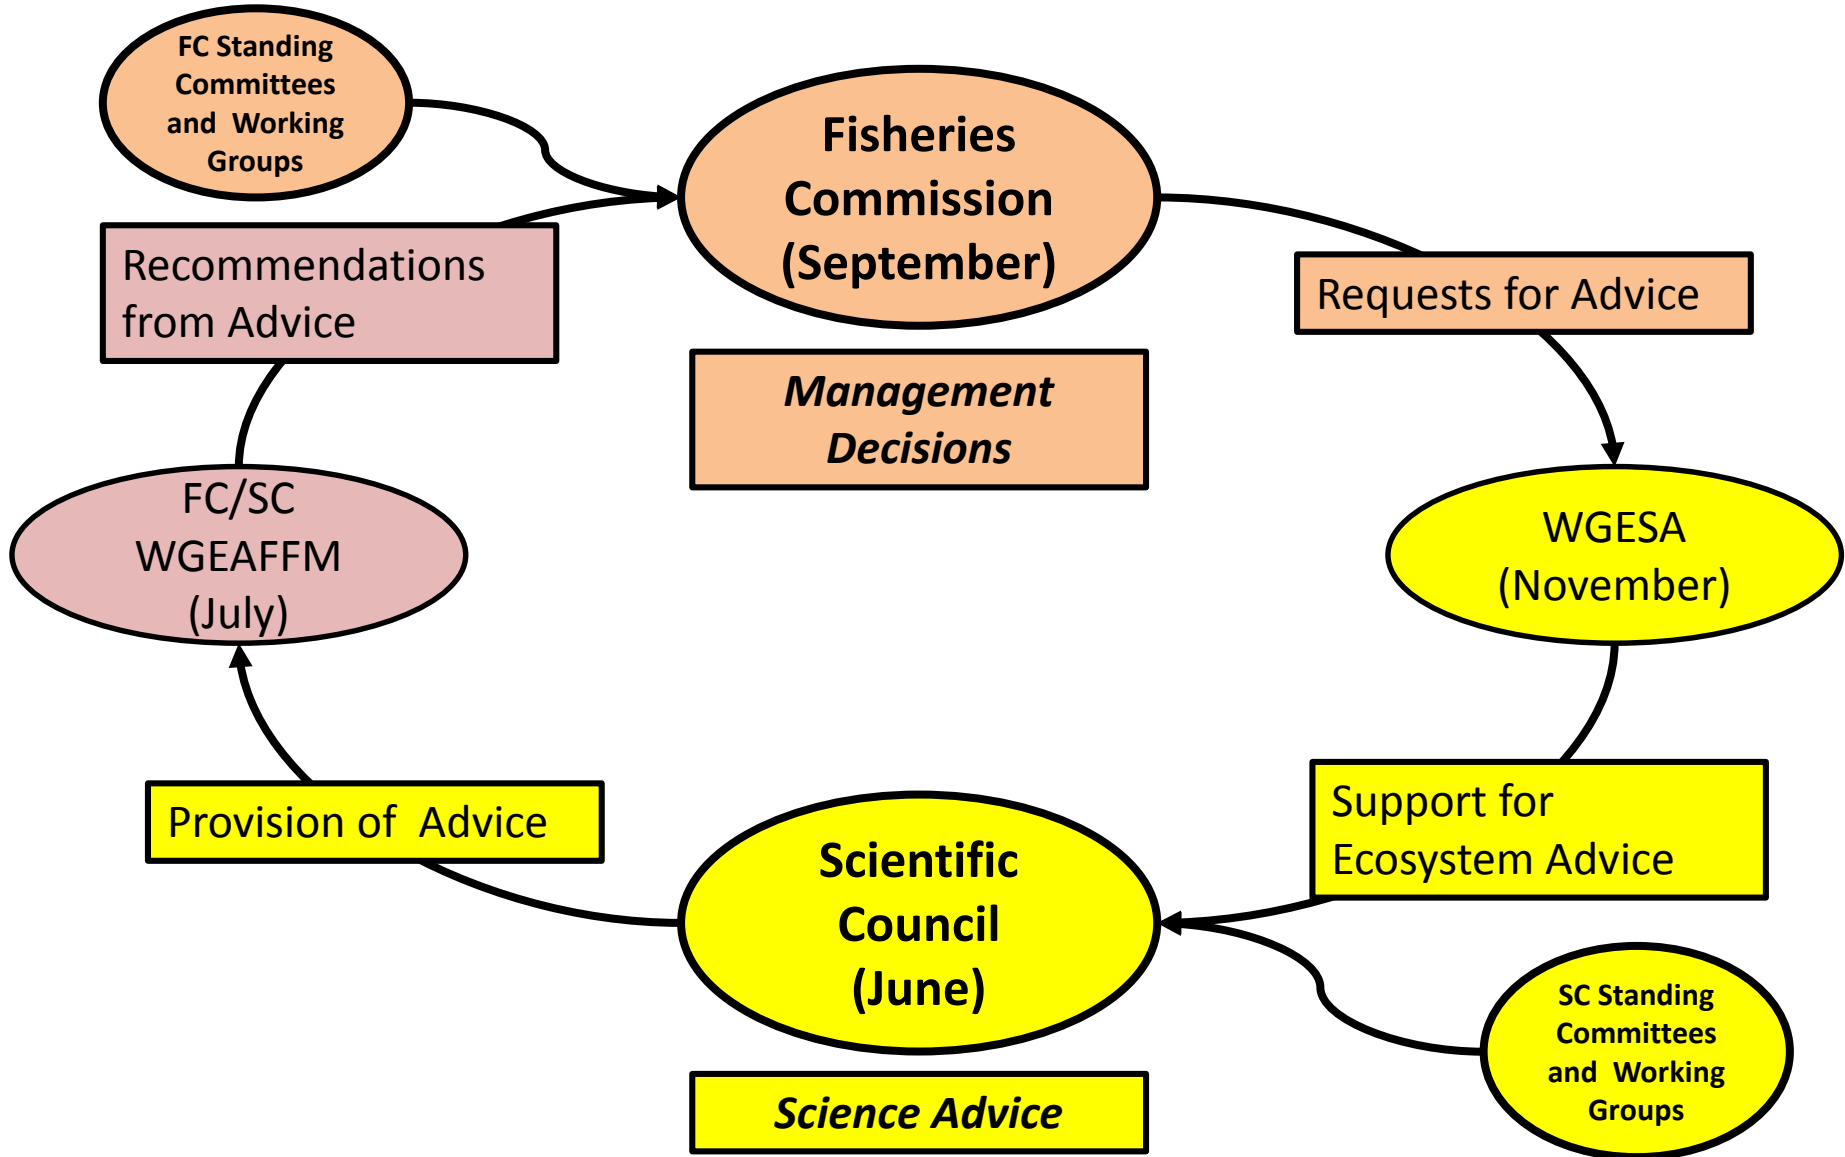 FC Standing
Committees
and Working
Groups
Fisheries
Commission
(September)
Recommendations
from Advice
Requests for Advice
Management
Decisions
FC/SC
WGEAFFM
(July)
WGESA
(November)
Provision of Advice
Support for
Ecosystem Advice
Scientific
Council
(June)
SC Standing
Committees
and Working
Groups
Science Advice